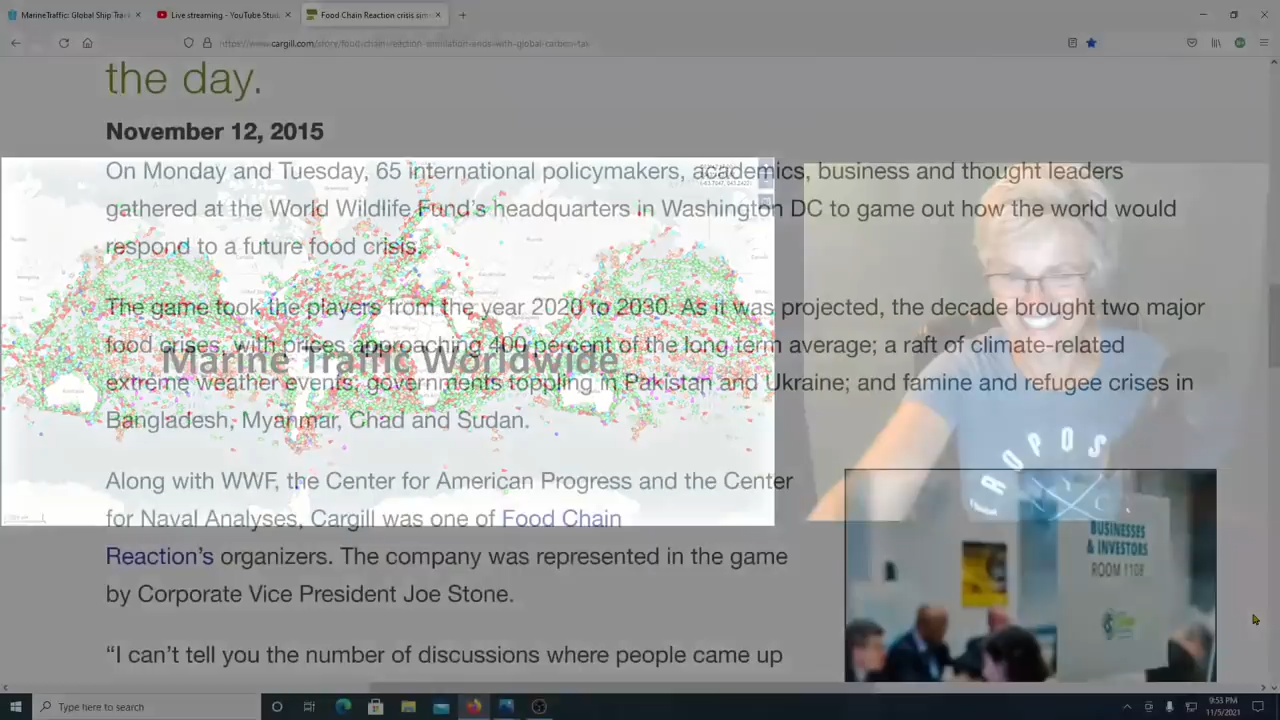 MarineTraffic: Global Ship Track
Live streaming - YouTube Stud
Food Chain Reaction crisis sim
https://www.cargill.com/story/food-chain-reaction-simulation-ends-with-global-carbon-tax
the day.
November 12, 2015
On Monday and Tuesday, 65 international policymakers, academics, business and thought leaders
gathered at the World Wildlife Fund's headquarters in Washington DC to game out how the world would
respond to a future food crisis.
The game took the players from the year 2020 to 2030. As it was projected, the decade brought two major
food crises, with prices approaching 400 percent of the long term average; a raft of climate-related
Marine Traffic Worldwide
extreme weather events; governments toppling in Pakistan and Ukraine; and famine and refugee crises in
Bangladesh, Myanmar, Chad and Sudan.
Along with WWF, the Center for American Progress and the Center
for Naval Analyses, Cargill was one of Food Chain
Reaction's organizers. The company was represented in the game
by Corporate Vice President Joe Stone.
"I can't tell you the number of discussions where people came up
ROPOS
NYC
BUSINESSES
& INVESTORS
ROOM 1108
Type here to search
9:53 PM
11/5/2021